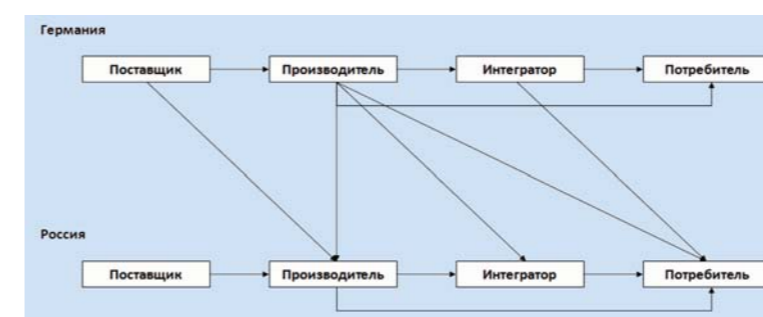 Германия
Поставщик Производитель Интегратор Потребитель
Россия
Поставщик Производитель Интегратор Потребитель